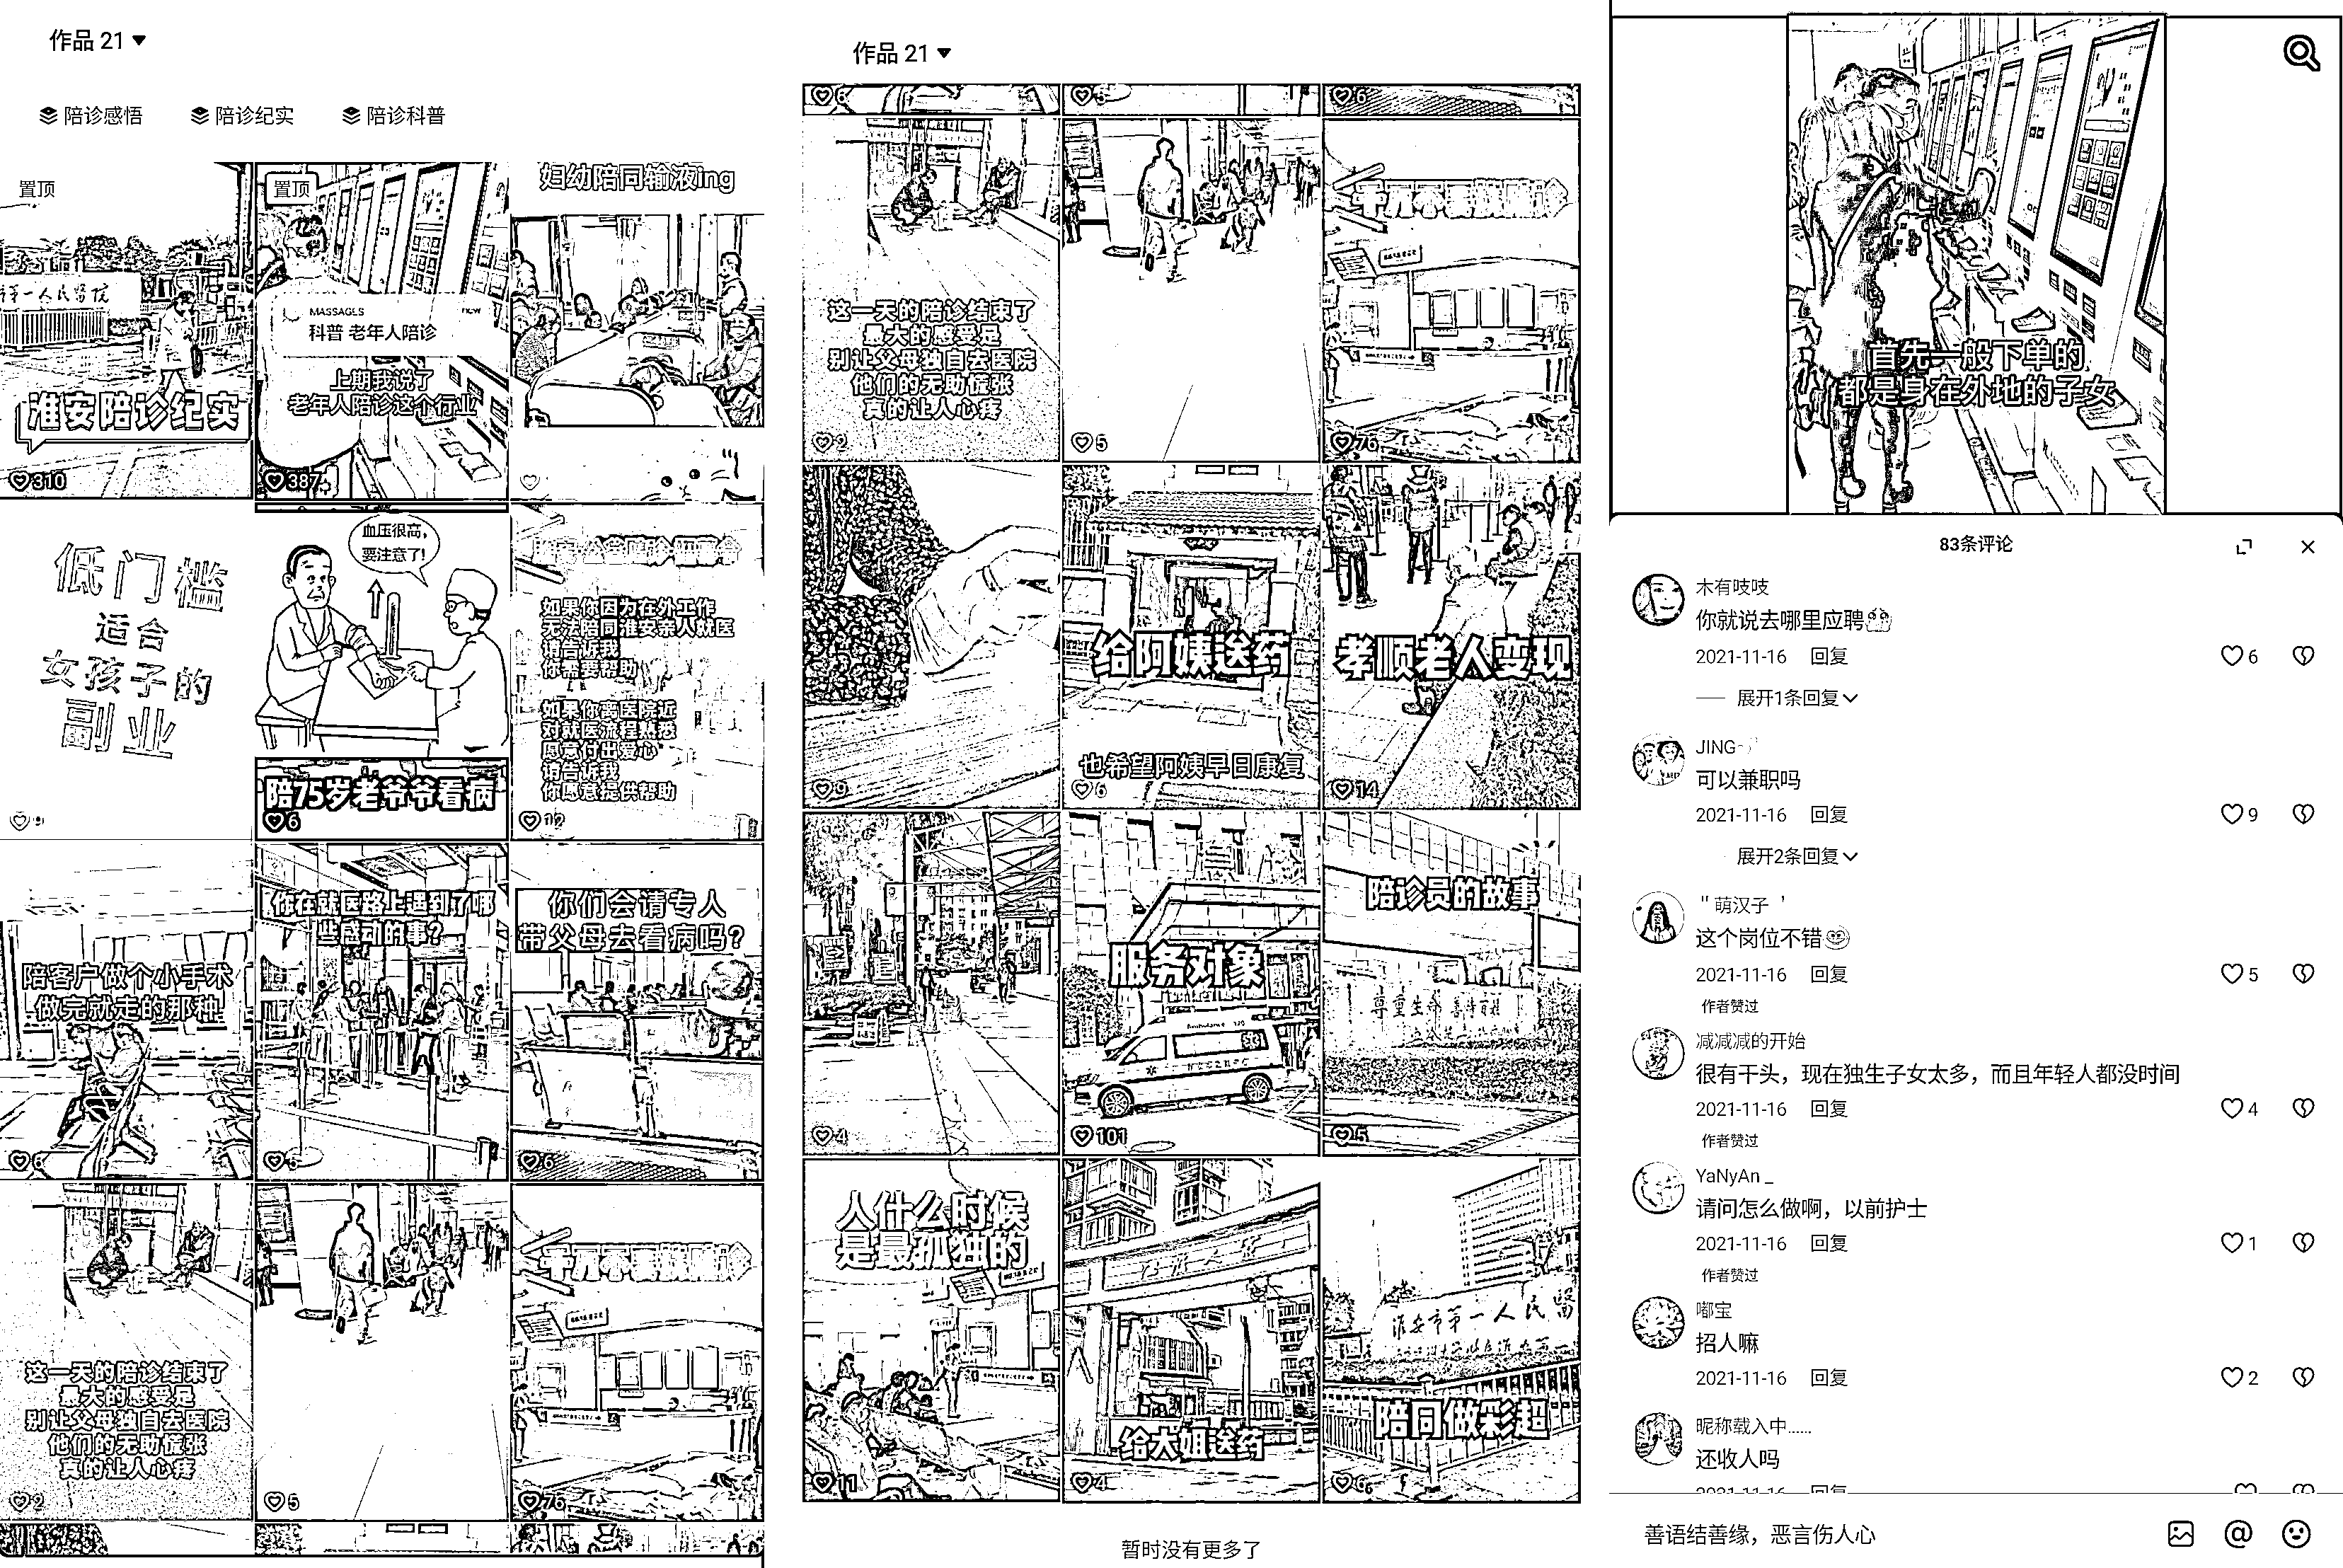 作品 21
陪诊感悟
陪诊纪实
陪诊科普
置顶
市第一人民医院
淮安陪诊纪实
310
置顶
MASSAGES
new
科普 老年人陪诊
上期我说了
老年人陪诊这个行业
387
妇幼陪同输液ing
低门槛
适合
女孩子的
副业
9
血压很高,
要注意了!
陪75岁老爷爷看病
6
如果你因为在外工作
无法陪同淮安亲人就医
请告诉我
你需要帮助
如果你离医院近
对就医流程熟悉
愿意付出爱心
请告诉我
你愿意提供帮助
12
陪客户做个小手术
做完就走的那种
6
你在就医路上遇到了哪
些感动的事?
5
你们会请专人
带父母去看病吗?
6
这一天的陪诊结束了
最大的感受是
别让父母独自去医院
他们的无助慌张
真的让人心疼
2
5
千万不要做陪诊
76
作品 21
6
5
6
这一天的陪诊结束了
最大的感受是
别让父母独自去医院
他们的无助慌张
真的让人心疼
2
5
千万不要做陪诊
76
9
给阿姨送药
也希望阿姨早日康复
6
孝顺老人变现
14
4
服务对象
101
陪诊员的故事
尊重生命
5
人什么时候
是最孤独的
11
给大姐送药
4
淮安市第一人民医
陪同做彩超
6
暂时没有更多了
首先一般下单的
都是身在外地的子女
83条评论
木有吱吱
你就说去哪里应聘
2021-11-16 回复
6
展开1条回复
JING
可以兼职吗
2021-11-16 回复
9
展开2条回复
"萌汉子 '
这个岗位不错
2021-11-16 回复
5
作者赞过
减减减的开始
很有干头，现在独生子女太多，而且年轻人都没时间
2021-11-16 回复
4
作者赞过
YaNyAn _
请问怎么做啊，以前护士
2021-11-16 回复
1
作者赞过
嘟宝
招人嘛
2021-11-16 回复
2
昵称载入中......
还收人吗
2021-11-16 回复
善语结善缘，恶言伤人心